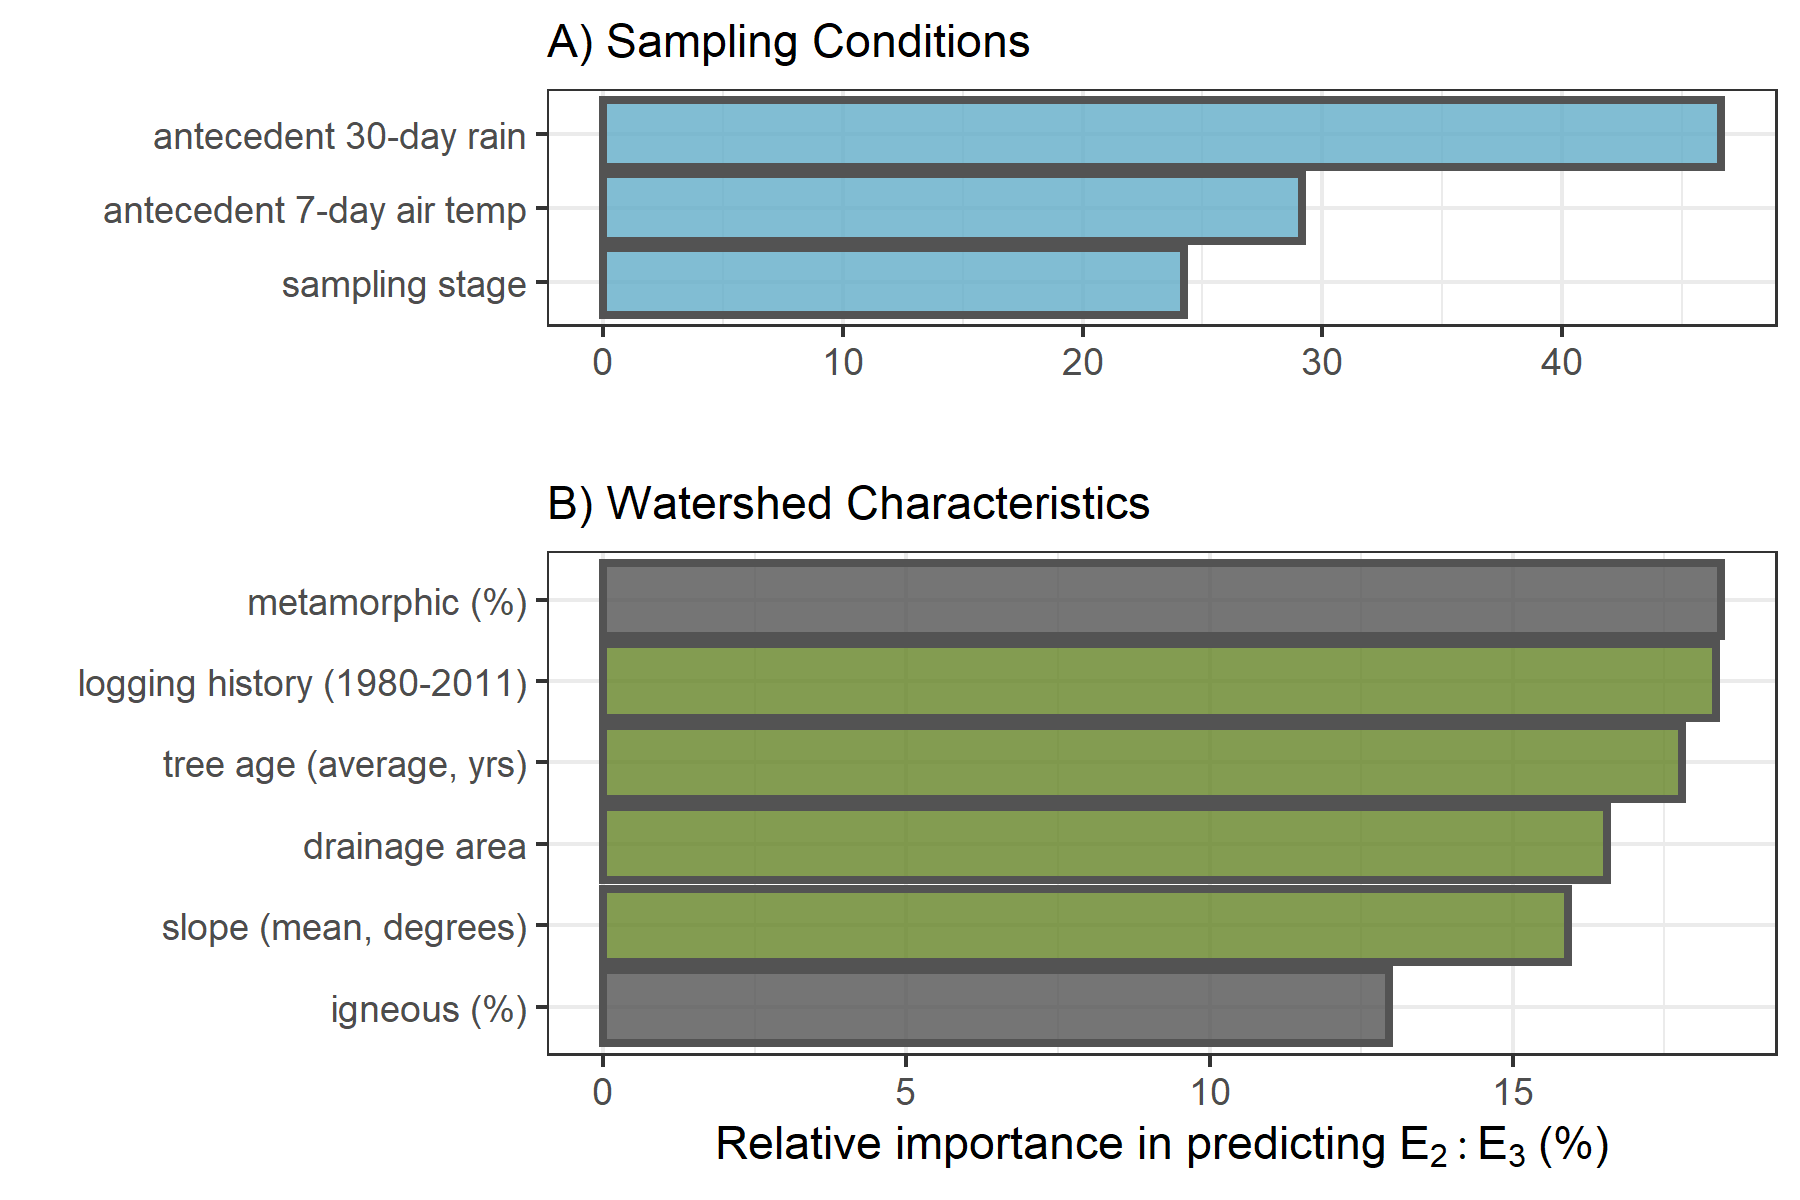 A) Sampling Conditions
antecedent 30-day rain
antecedent 7-day air temp
sampling stage
0 10 20 30 40
B) Watershed Characteristics
metamorphic (%)
logging history (1980-2011)
tree age (average, yrs)
drainage area
slope (mean, degrees)
igneous (%)
0 5 10 15
Relative importance in predicting E₂ : E₃ (%)